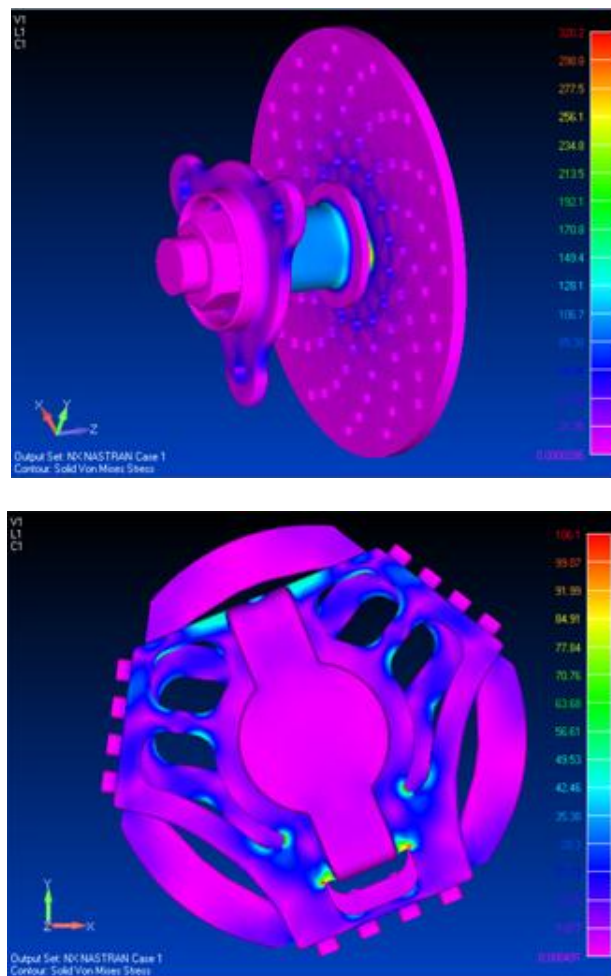 V1
L1
C1
320.2
298.9
277.5
256.1
234.8
213.5
192.1
170.8
149.4
128.1
106.7
X
Y
Z
Output Set: NX NASTRAN Case 1
Contour: Solid Von Mises Stress
V1
L1
C1
106.1
99.07
91.99
84.91
77.84
70.76
63.68
56.61
49.53
42.46
35.38
Y
Z
X
Output Set: NX NASTRAN Case 1
Contour: Solid Von Mises Stress